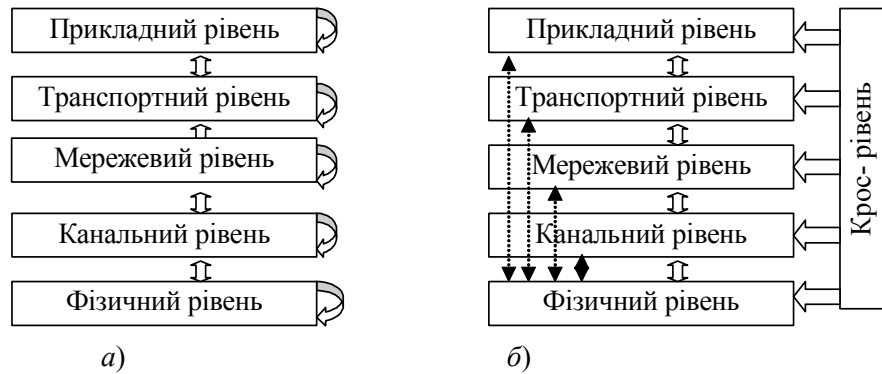 Прикладний рівень
Транспортний рівень
Мережевий рівень
Канальний рівень
Фізичний рівень
а)
Прикладний рівень
Транспортний рівень
Мережевий рівень
Канальний рівень
Фізичний рівень
Крос- рівень
б)